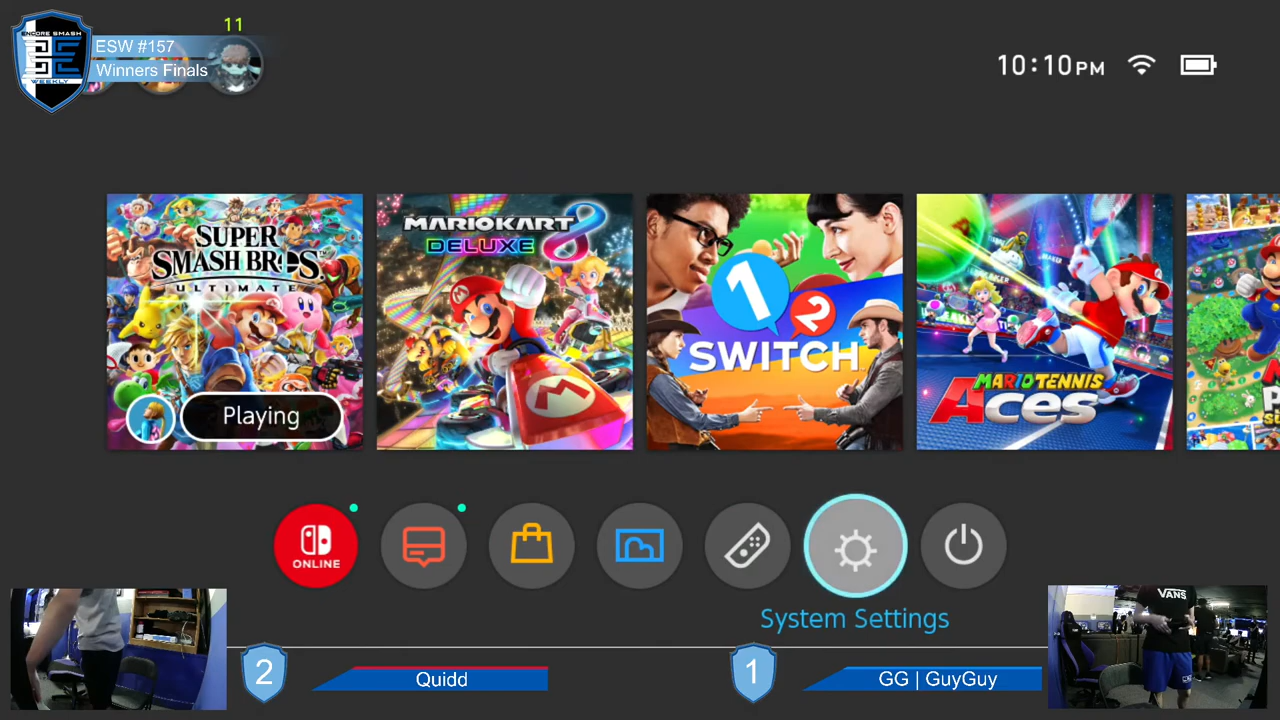 11
ENCORE SMASH
WEEKLY
ESW #157
Winners Finals
10:10PM
SUPER
SMASH BROS.
ULTIMATE
Playing
MARIOKART 8
DELUXE
1
2
SWITCH
MARIO TENNIS
ACES
ONLINE
System Settings
VANS
2
Quidd
1
GG | GuyGuy